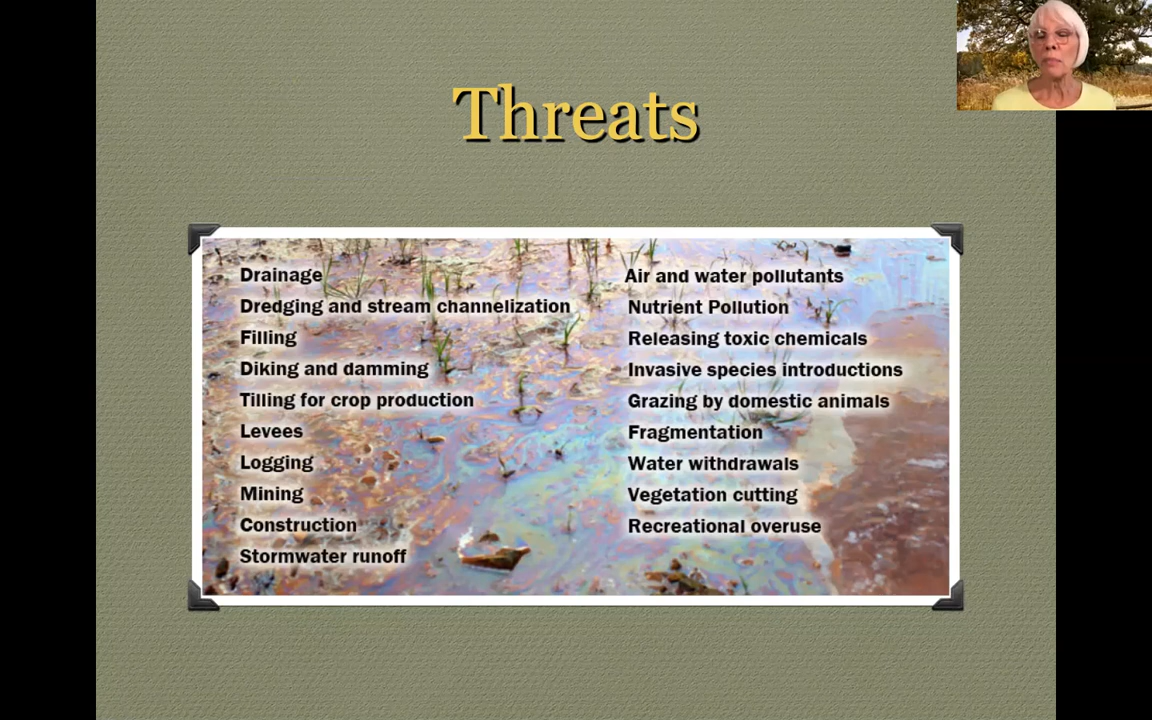 Threats
Drainage
Dredging and stream channelization
Filling
Diking and damming
Tilling for crop production
Levees
Logging
Mining
Construction
Stormwater runoff
Air and water pollutants
Nutrient Pollution
Releasing toxic chemicals
Invasive species introductions
Grazing by domestic animals
Fragmentation
Water withdrawals
Vegetation cutting
Recreational overuse